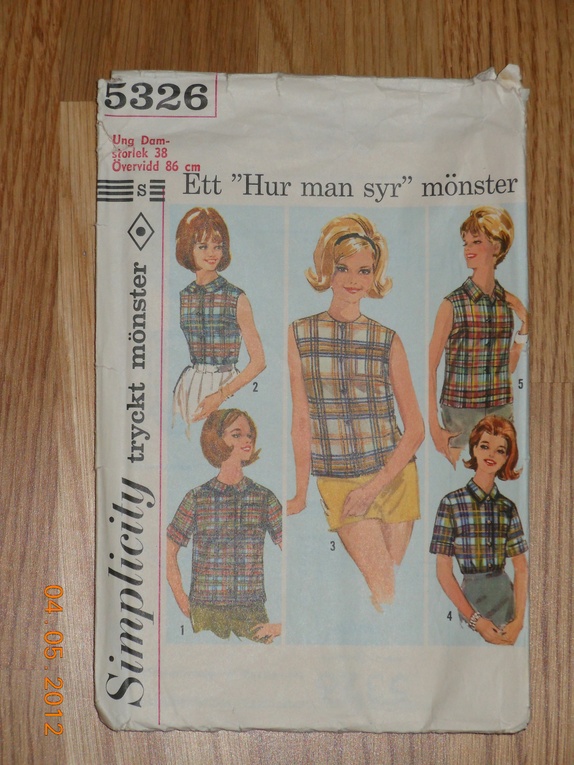 5326
Ung Dam-
storlek 38
Övervidd 86 cm
S
Ett "Hur man syr" mönster
Simplicity tryckt mönster
2
5
3
1
4
04.05.2012